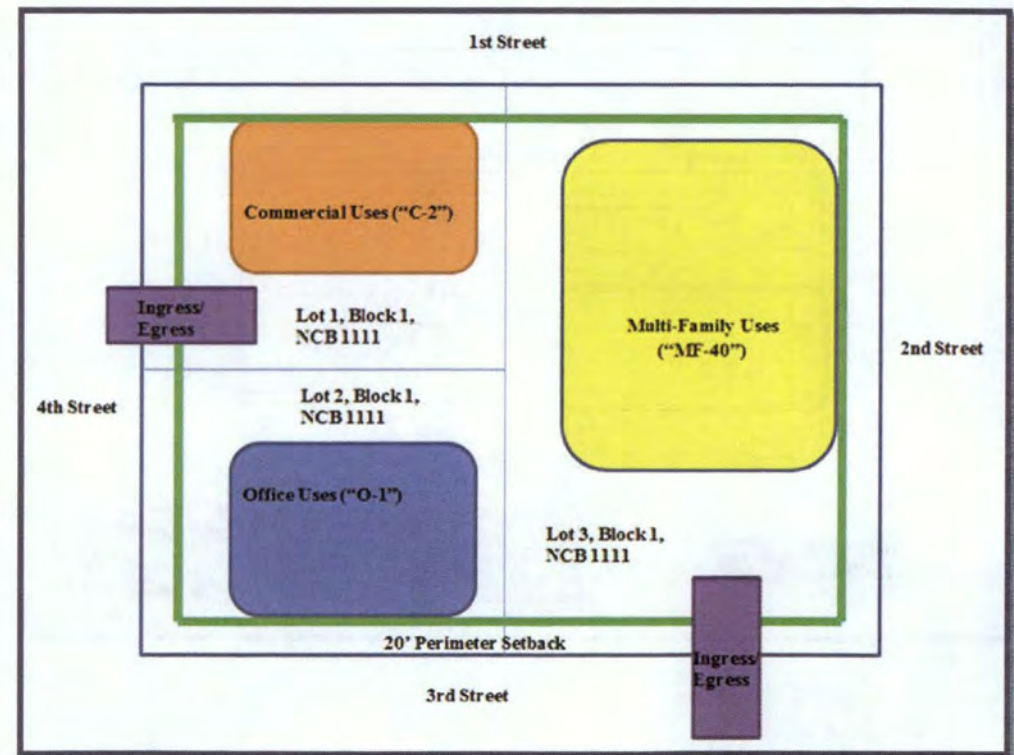 1st Street
Commercial Uses ("C-2")
Ingress/
Egress
Lot 1, Block 1,
NCB 1111
Multi-Family Uses
("MF-40")
2nd Street
4th Street
Lot 2, Block 1,
NCB 1111
Office Uses ("O-1")
Lot 3, Block 1,
NCB 1111
20' Perimeter Setback
Ingress/
Egress
3rd Street